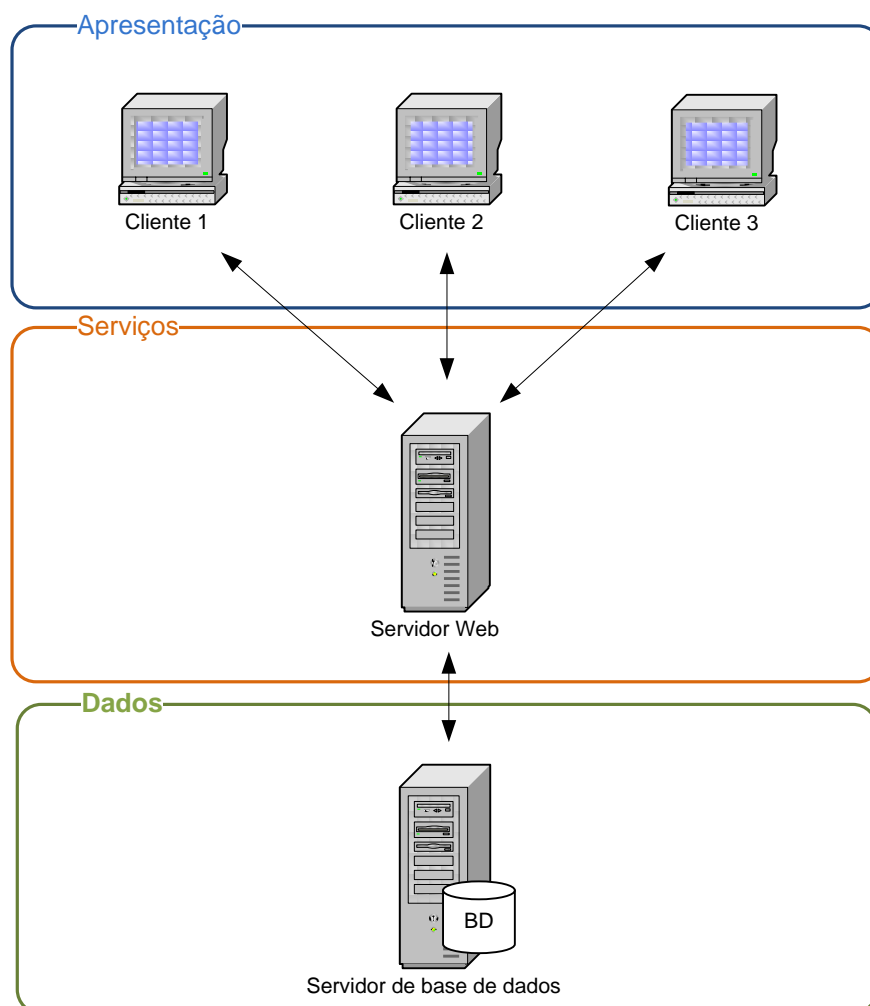 Apresentação
Cliente 1
Cliente 2
Cliente 3
Serviços
Servidor Web
Dados
BD
Servidor de base de dados